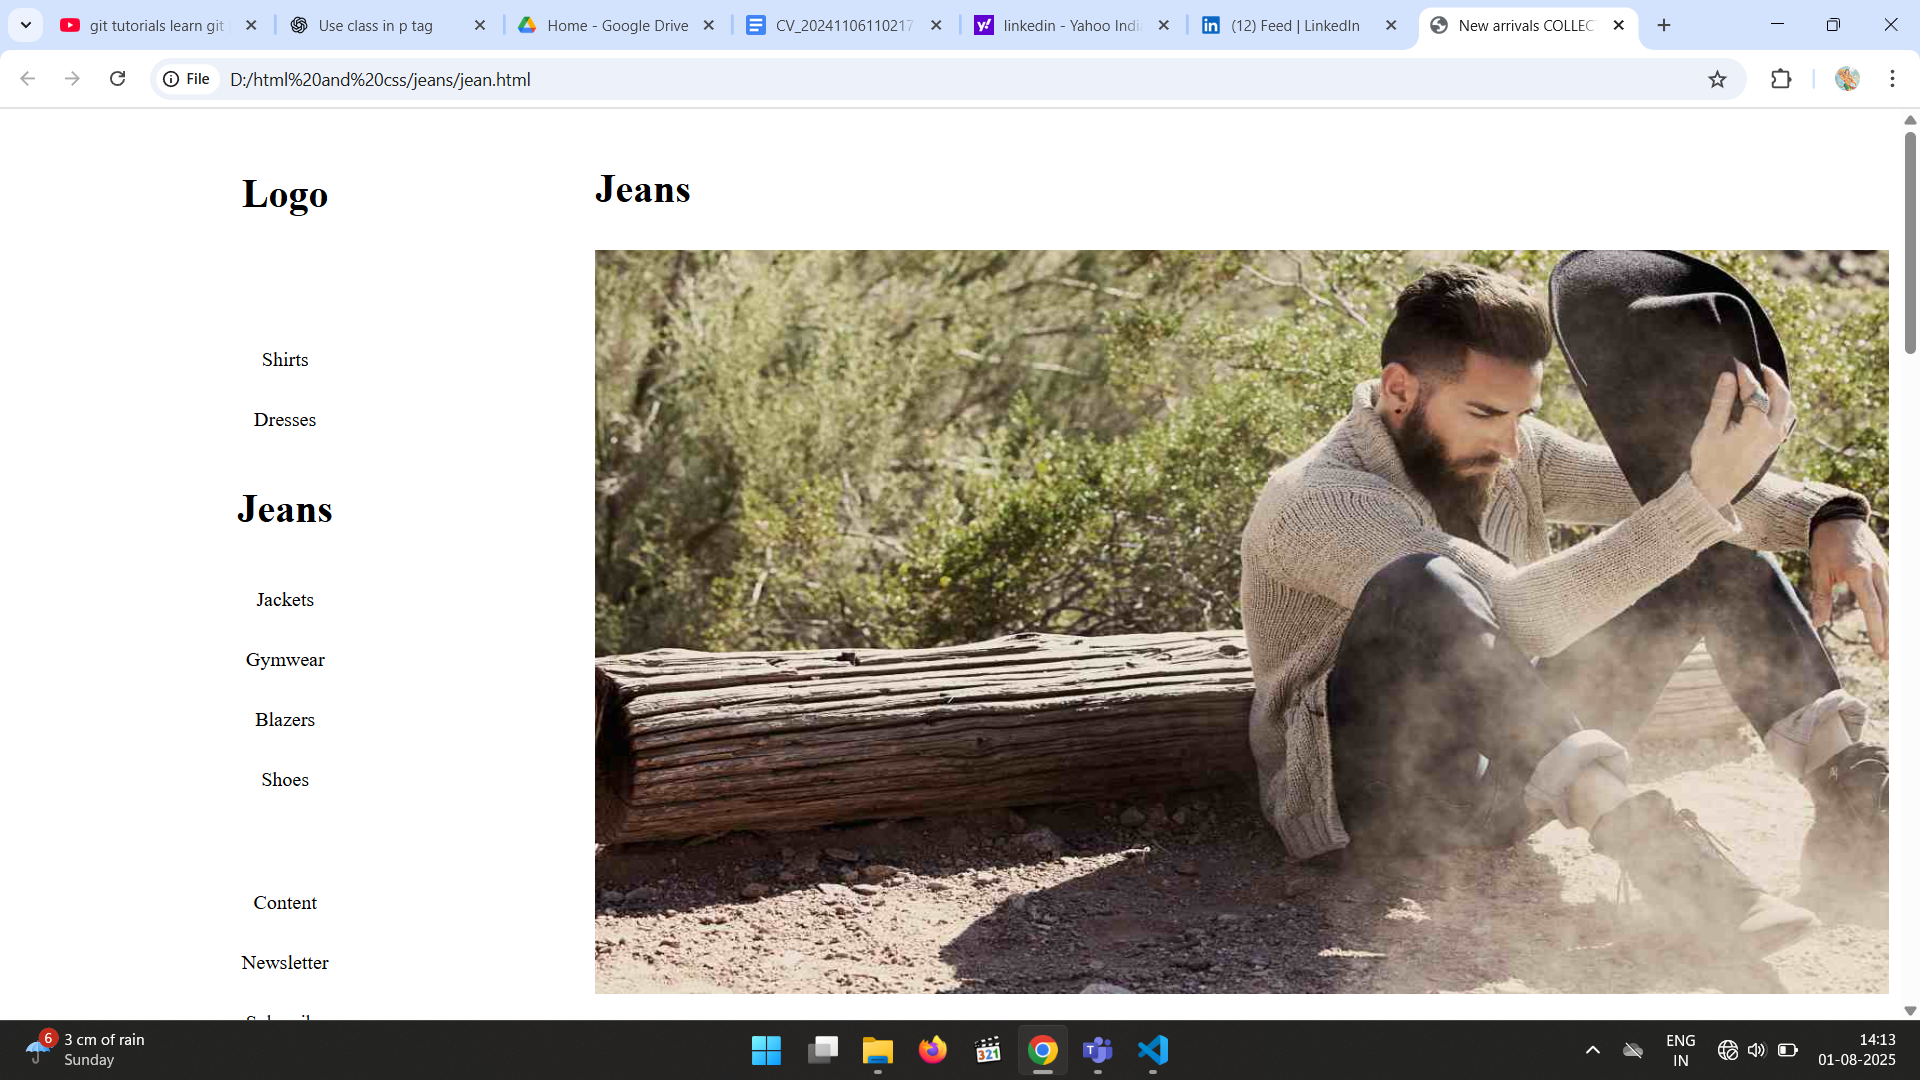 git tutorials learn git
Use class in p tag
Home - Google Drive
CV_20241106110217
linkedin - Yahoo Indi
(12) Feed | LinkedIn
New arrivals COLLEC
File
D:/html%20and%20css/jeans/jean.html
Logo
Shirts
Dresses
Jeans
Jackets
Gymwear
Blazers
Shoes
Content
Newsletter
Jeans
6
3 cm of rain
Sunday
321
ENG
IN
14:13
01-08-2025